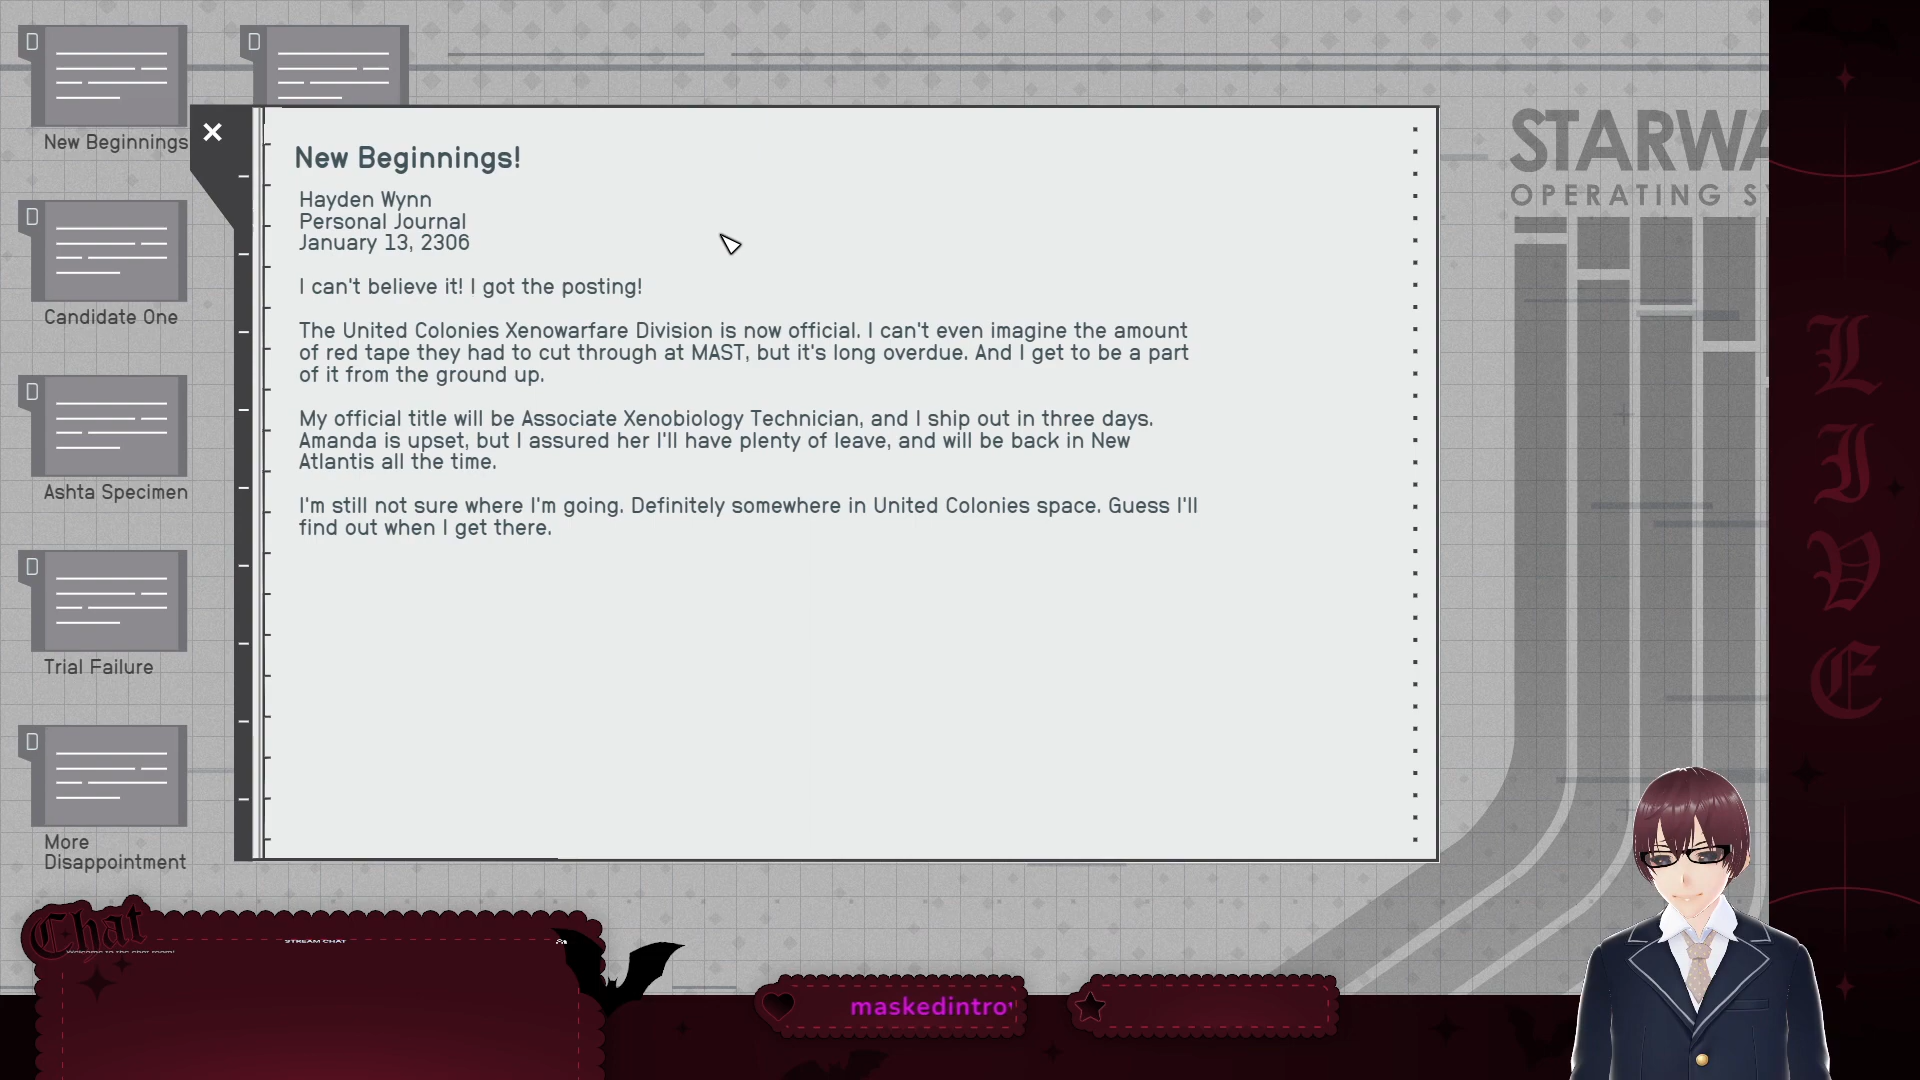 New Beginnings
Candidate One
Ashta Specimen
Trial Failure
More
Disappointment
New Beginnings!
Hayden Wynn
Personal Journal
January 13, 2306
I can't believe it! I got the posting!
The United Colonies Xenowarfare Division is now official. I can't even imagine the amount
of red tape they had to cut through at MAST, but it's long overdue. And I get to be a part
of it from the ground up.
My official title will be Associate Xenobiology Technician, and I ship out in three days.
Amanda is upset, but I assured her I'll have plenty of leave, and will be back in New
Atlantis all the time.
I'm still not sure where I'm going. Definitely somewhere in United Colonies space. Guess I'll
find out when I get there.
STARWA
OPERATING SY
LIVE
Chat
STREAM CHAT
Welcome to the chat room!
maskedintro